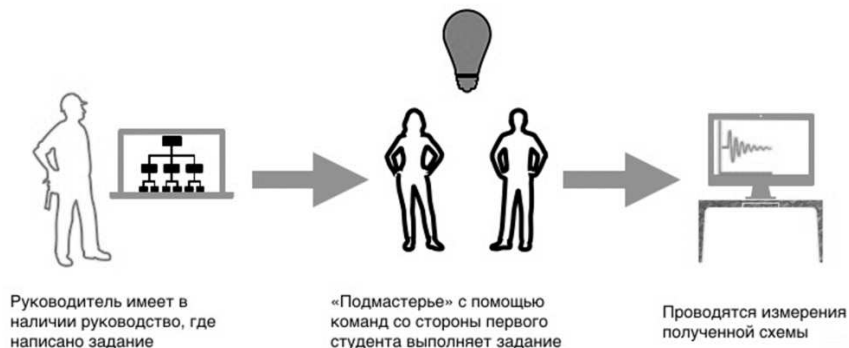 Руководитель имеет в
наличии руководство, где
написано задание
«Подмастерье» с помощью
команд со стороны первого
студента выполняет задание
Проводятся измерения
полученной схемы